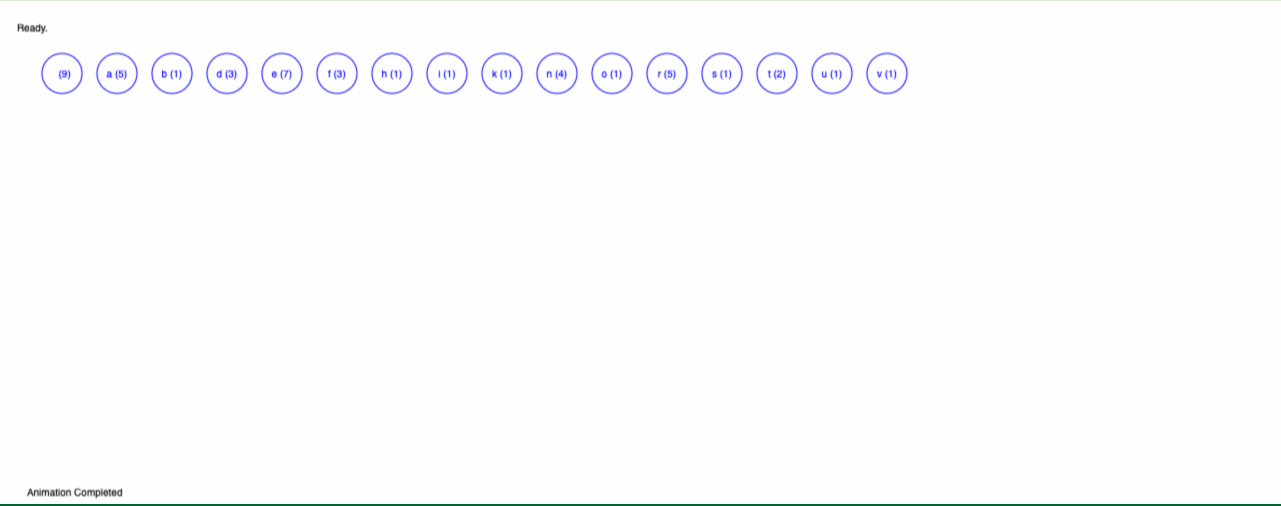 Ready.
(9) a (5) b (1) d (3) e (7) f (3) h (1) i (1) k (1) n (4) o (1) r (5) s (1) t (2) u (1) v (1)
Animation Completed